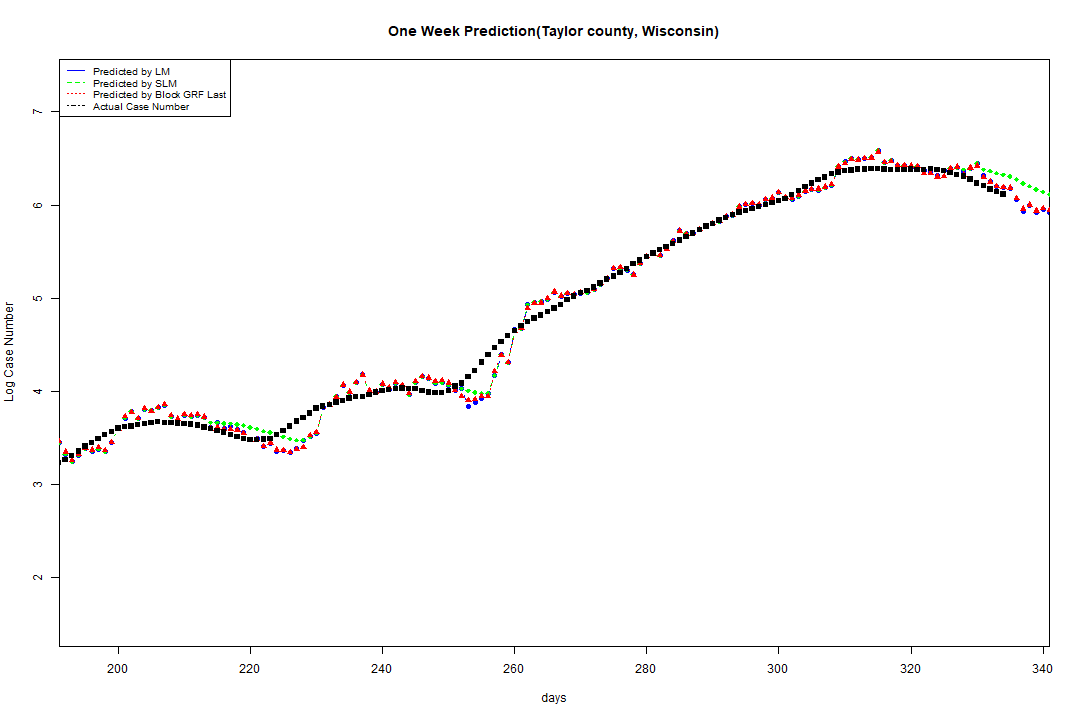 One Week Prediction(Taylor county, Wisconsin)
Predicted by LM
Predicted by SLM
Predicted by Block GRF Last
Actual Case Number
7
6
5
4
3
2
Log Case Number
200 220 240 260 280 300 320 340
days